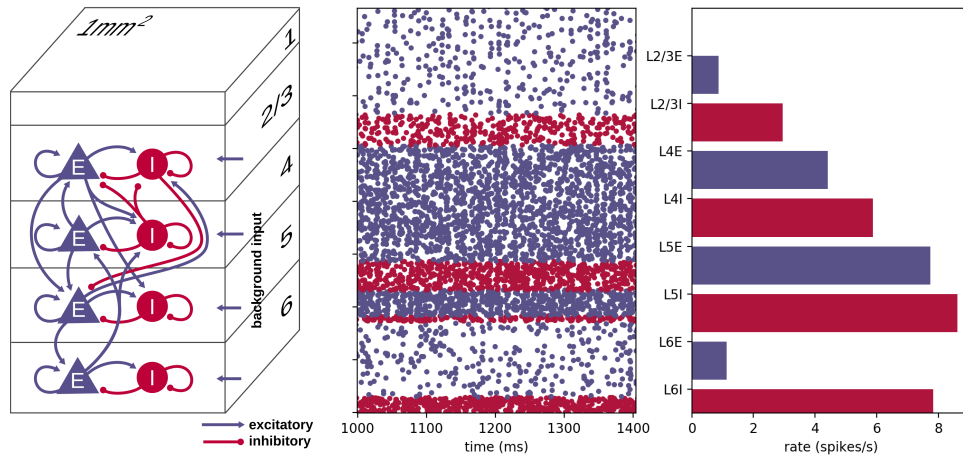 1mm²
1
2/3
4
5
6
E
I
E
I
E
I
E
I
background input
excitatory
inhibitory
1000
1100
1200
1300
1400
time (ms)
L2/3E
L2/3I
L4E
L4I
L5E
L5I
L6E
L6I
0
2
4
6
8
rate (spikes/s)